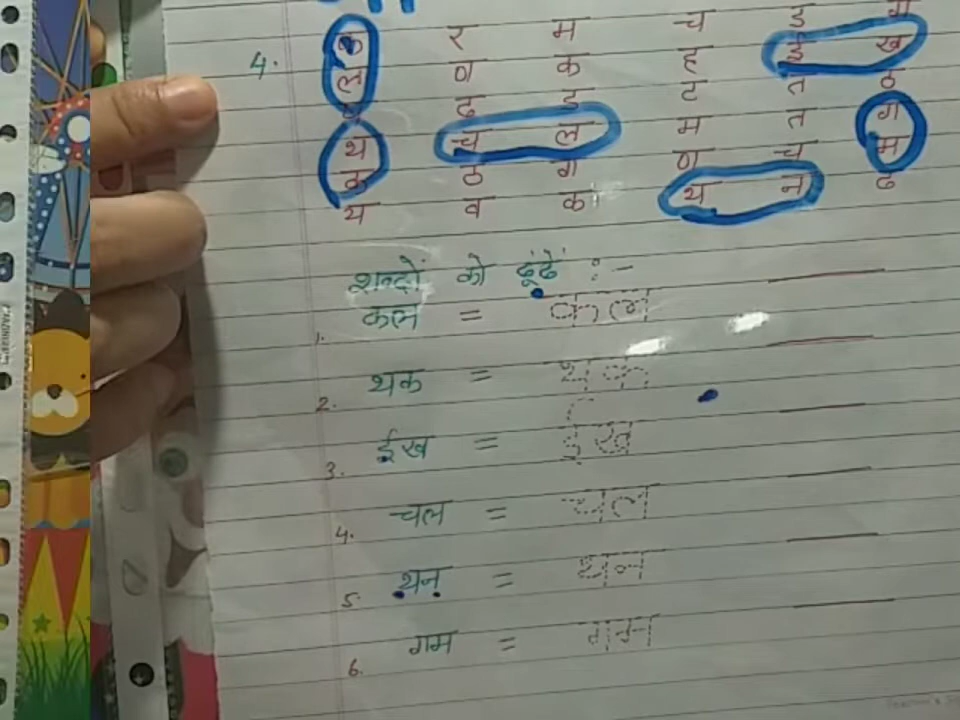 4.
र म च
ल ण क ह ई ख
ढ त
थ च ल म त ग
क ठ ग ण च म
य व क थ न ढ
शब्दों को ढूंढें :-
1. कल = कल
2. थक = थक
3. ईख = ईख
4. चल = चल
5. थन = थन
6. गम = गम